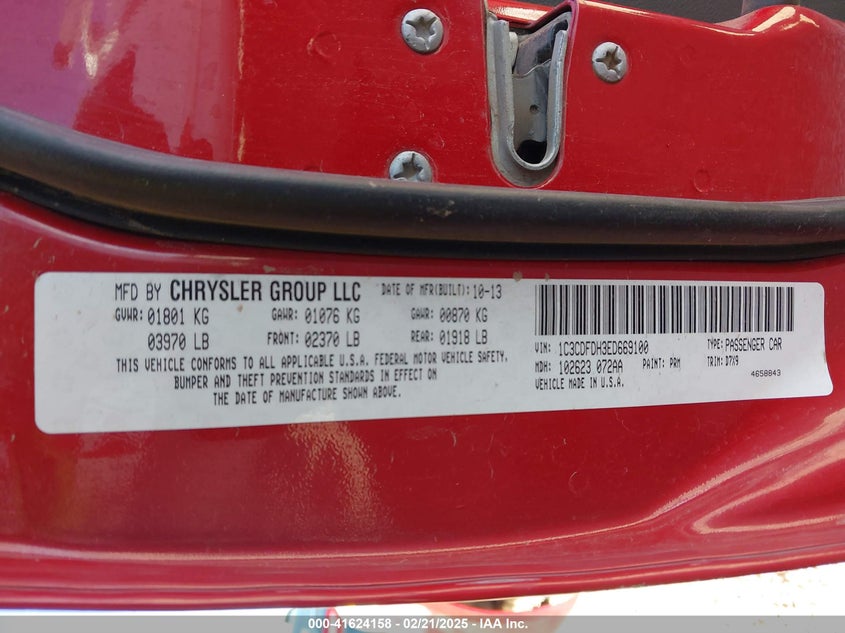 MFD BY CHRYSLER GROUP LLC DATE OF MFR(BUILT): 10-13
GVWR: 01801 KG GAWR: 01076 KG GAWR: 00870 KG
03970 LB FRONT: 02370 LB REAR: 01918 LB
THIS VEHICLE CONFORMS TO ALL APPLICABLE U.S.A. FEDERAL MOTOR VEHICLE SAFETY,
BUMPER AND THEFT PREVENTION STANDARDS IN EFFECT ON
THE DATE OF MANUFACTURE SHOWN ABOVE.
VIN: 1C3CDFDH3ED669100 TYPE: PASSENGER CAR
MDH: 102623 072AA PAINT: PRM TRIM: D7X9
VEHICLE MADE IN U.S.A. 4658843
000-41624158 - 02/21/2025 - IAA Inc.